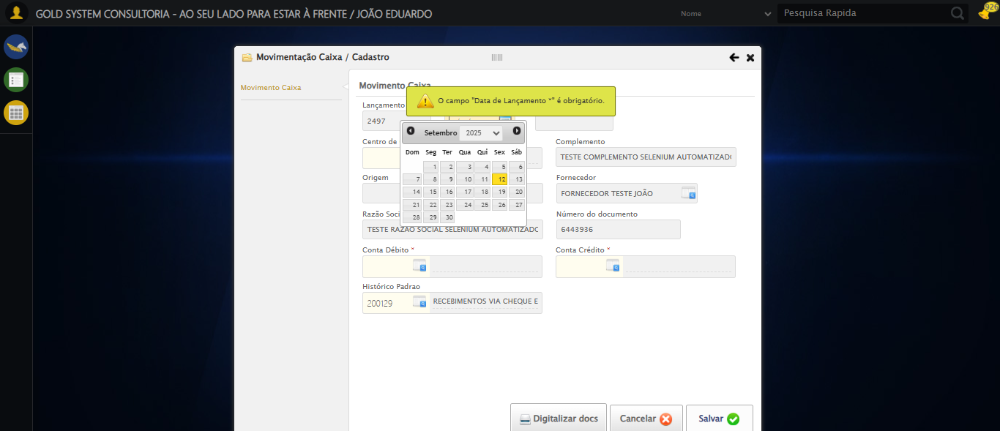 GOLD SYSTEM CONSULTORIA - AO SEU LADO PARA ESTAR À FRENTE / JOÃO EDUARDO
Nome
Pesquisa Rapida
926
Movimentação Caixa / Cadastro
Movimento Caixa
Movimento Caixa
O campo "Data de Lançamento *" é obrigatório.
Lançamento
2497
Setembro 2025
Dom Seg Ter Qua Qui Sex Sáb
1 2 3 4 5 6
7 8 9 10 11 12 13
14 15 16 17 18 19 20
21 22 23 24 25 26 27
28 29 30
Centro de
Complemento
TESTE COMPLEMENTO SELENIUM AUTOMATIZADO
Origem
Fornecedor
FORNECEDOR TESTE JOÃO
Razão Soci
Número do documento
TESTE RAZAO SOCIAL SELENIUM AUTOMATIZADO
6443936
Conta Débito *
Conta Crédito *
Histórico Padrao
200129
RECEBIMENTOS VIA CHEQUE E
Digitalizar docs
Cancelar
Salvar